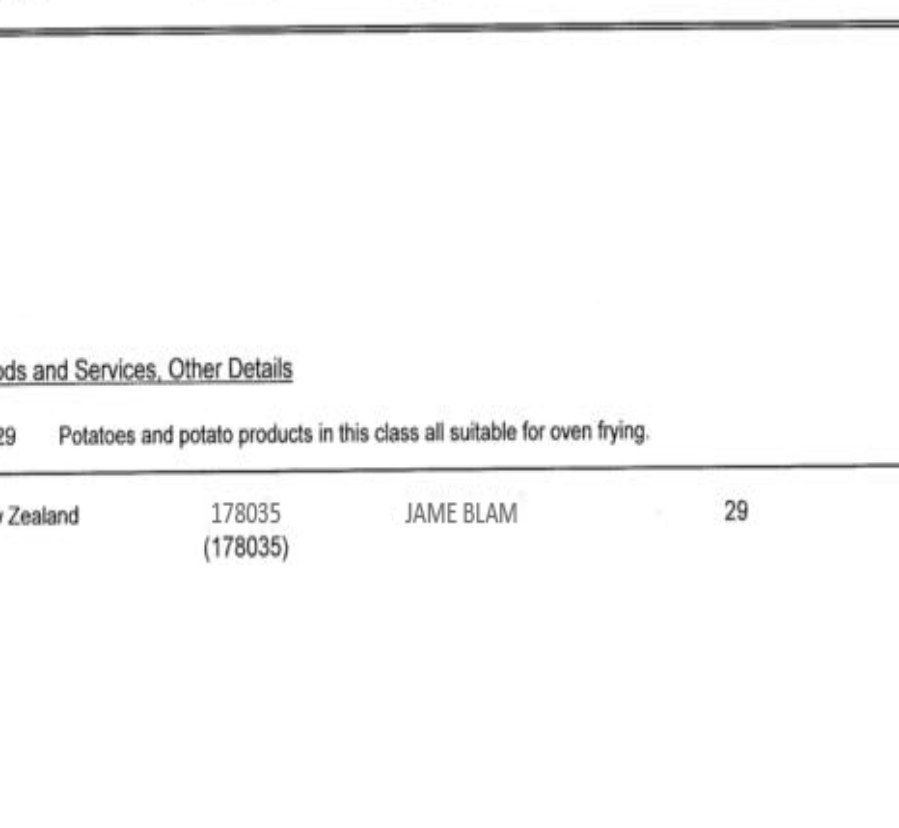 ods and Services, Other Details
29 Potatoes and potato products in this class all suitable for oven frying.
Zealand 178035 JAME BLAM 29
(178035)